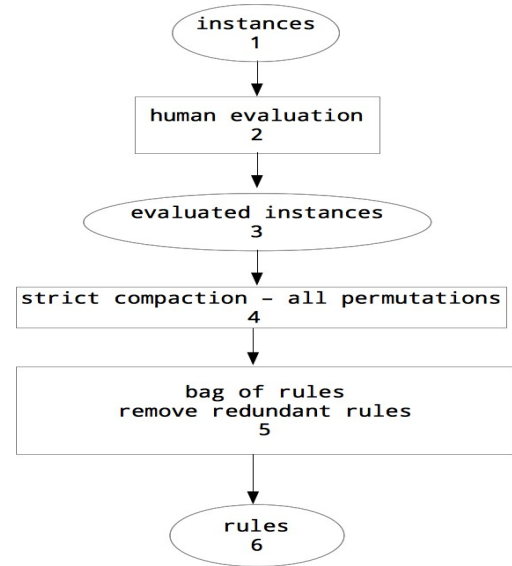 instances
1
human evaluation
2
evaluated instances
3
strict compaction – all permutations
4
bag of rules
remove redundant rules
5
rules
6